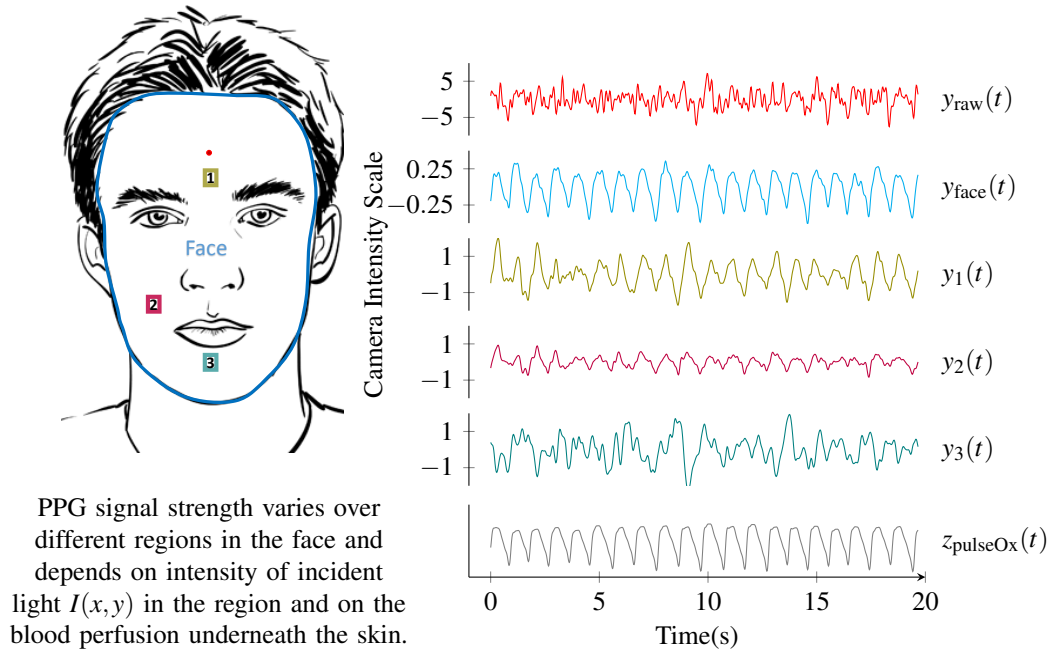 1
Face
2
3
PPG signal strength varies over
different regions in the face and
depends on intensity of incident
light I(x,y) in the region and on the
blood perfusion underneath the skin.
Camera Intensity Scale
5
−5
y_raw(t)
0.25
−0.25
y_face(t)
1
−1
y_1(t)
1
−1
y_2(t)
1
−1
y_3(t)
z_pulseOx(t)
0 5 10 15 20
Time(s)